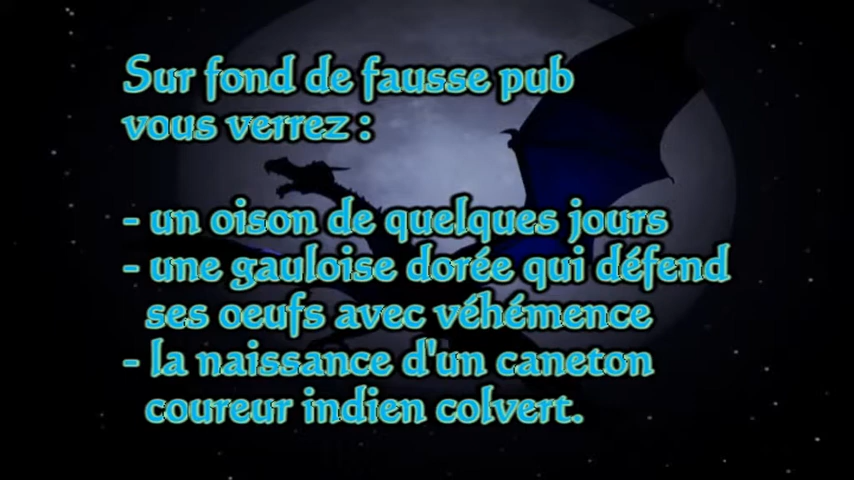 Sur fond de fausse pub
vous verrez :
- un oison de quelques jours
- une gauloise dorée qui défend
ses oeufs avec véhémence
- la naissance d'un caneton
coureur indien colvert.